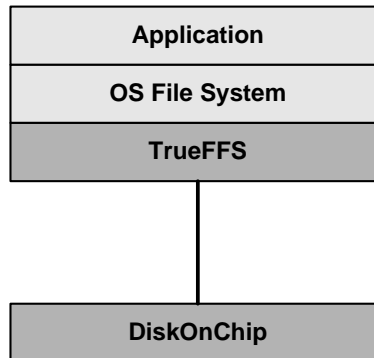 Application
OS File System
TrueFFS
DiskOnChip